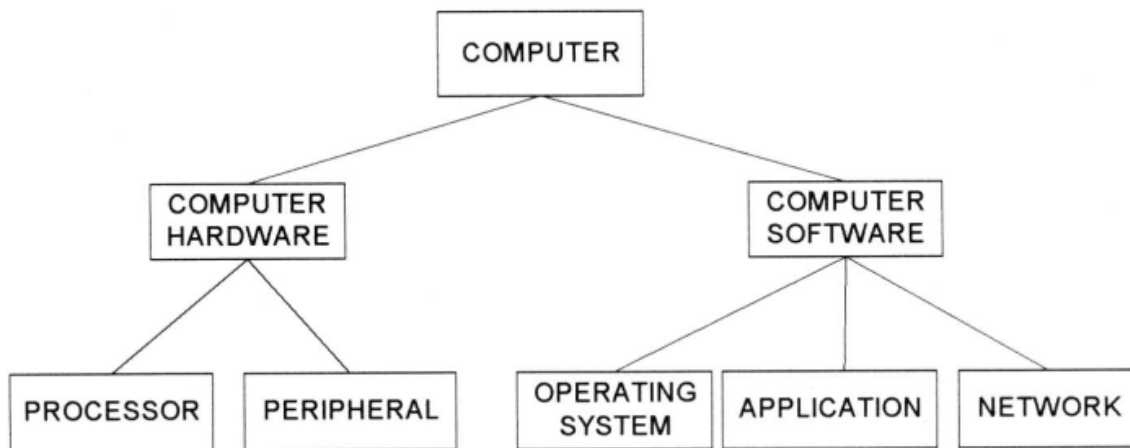 COMPUTER
COMPUTER
HARDWARE
COMPUTER
SOFTWARE
PROCESSOR
PERIPHERAL
OPERATING
SYSTEM
APPLICATION
NETWORK